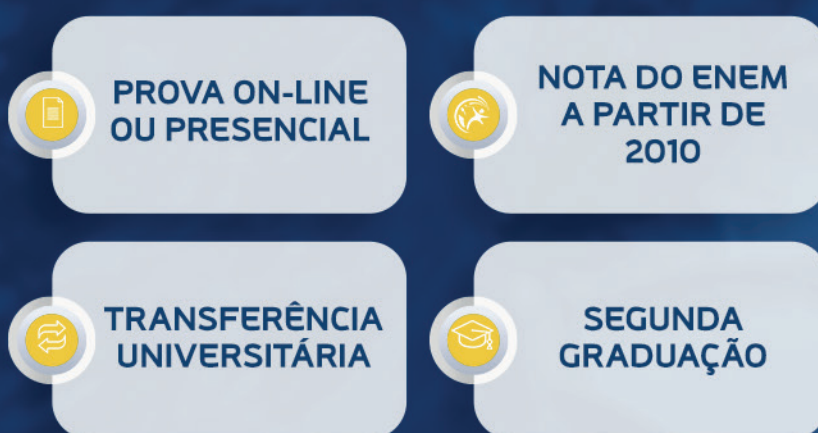 PROVA ON-LINE
OU PRESENCIAL
NOTA DO ENEM
A PARTIR DE
2010
TRANSFERÊNCIA
UNIVERSITÁRIA
SEGUNDA
GRADUAÇÃO